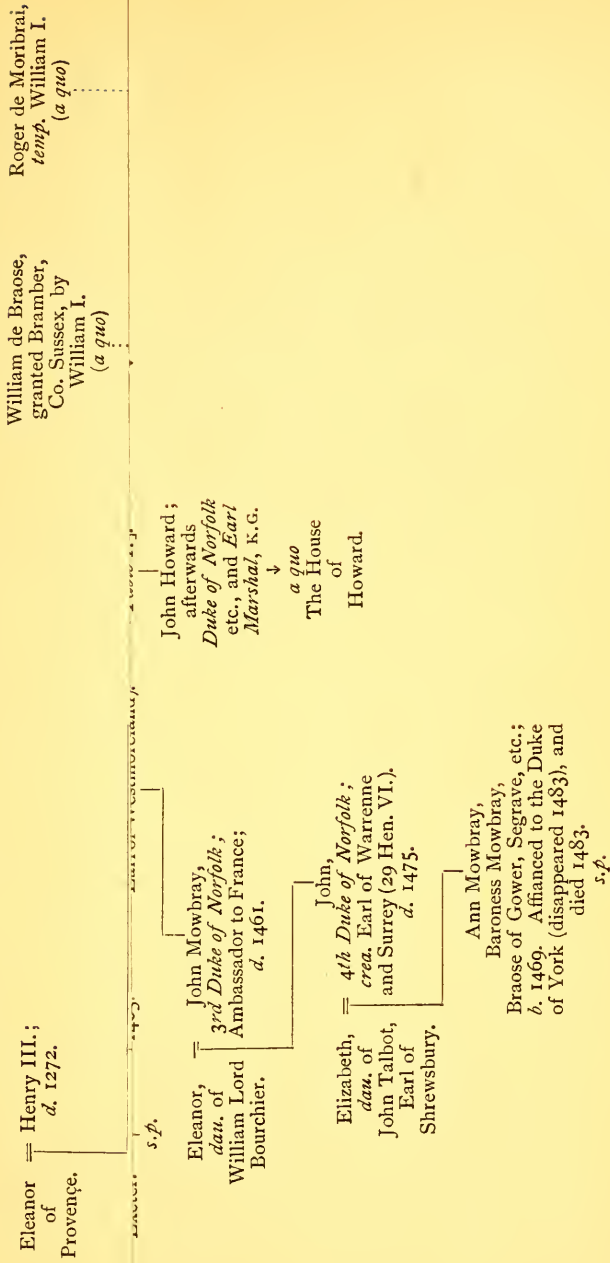 Eleanor = Henry III.;
of d. 1272.
Provençe.
William de Braose,
granted Bramber,
Co. Sussex, by
William I.
(a quo)
Roger de Moribrai,
temp. William I.
(a quo)
s.p.
Eleanor, = John Mowbray,
dau. of 3rd Duke of Norfolk;
William Lord Ambassador to France;
Bourchier. d. 1461.
John Howard;
afterwards
Duke of Norfolk
etc., and Earl
Marshal, K.G.
↓
a quo
The House
of
Howard.
John,
Elizabeth, = 4th Duke of Norfolk;
dau. of crea. Earl of Warrenne
John Talbot, and Surrey (29 Hen. VI.).
Earl of d. 1475.
Shrewsbury.
Ann Mowbray,
Baroness Mowbray,
Braose of Gower, Segrave, etc.;
b. 1469. Affianced to the Duke
of York (disappeared 1483), and
died 1483.
s.p.